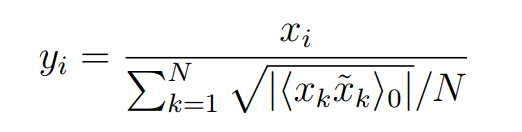 y_i = \frac{x_i}{\sum_{k=1}^{N} \sqrt{|\langle x_k \tilde{x}_k \rangle_0|}/N}